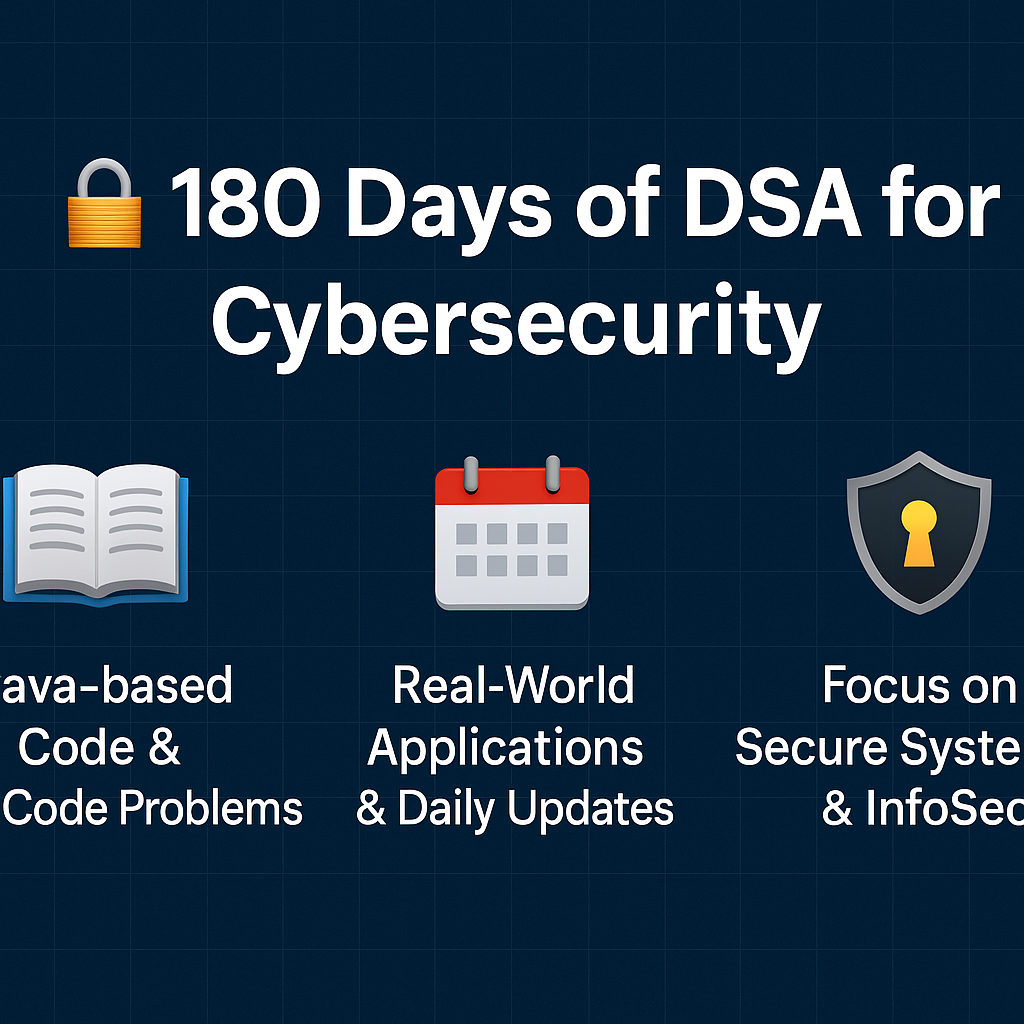 180 Days of DSA for
Cybersecurity
ava-based
Code &
Code Problems
Real-World
Applications
& Daily Updates
Focus on
Secure Syste
& InfoSec